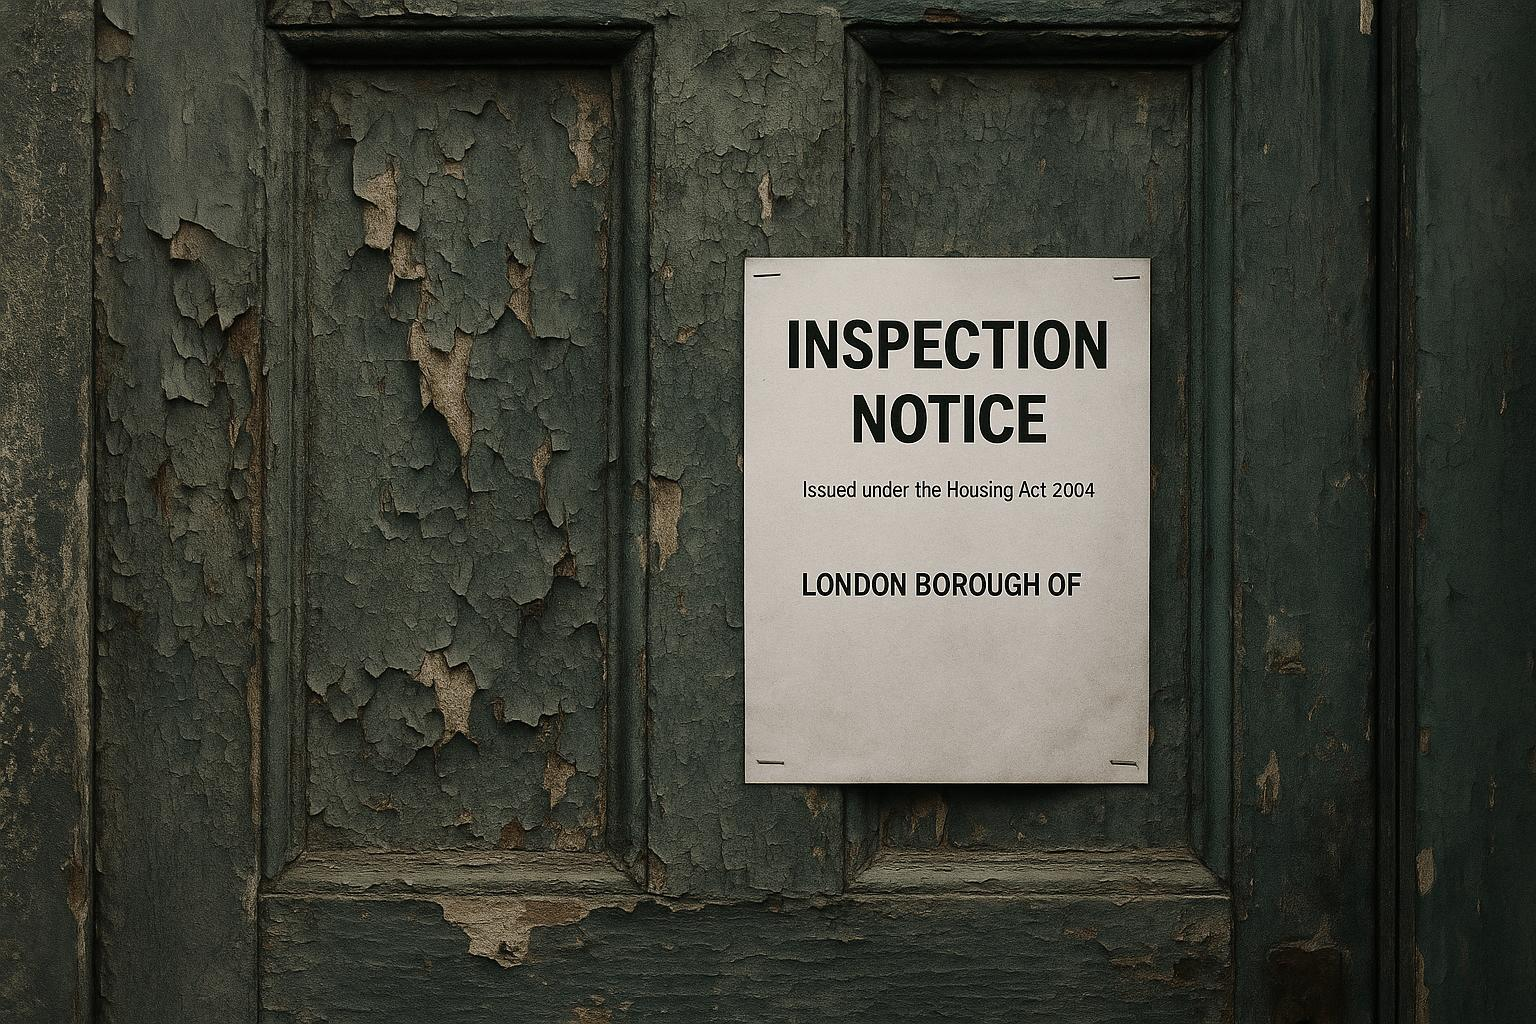 INSPECTION
NOTICE
Issued under the Housing Act 2004
LONDON BOROUGH OF